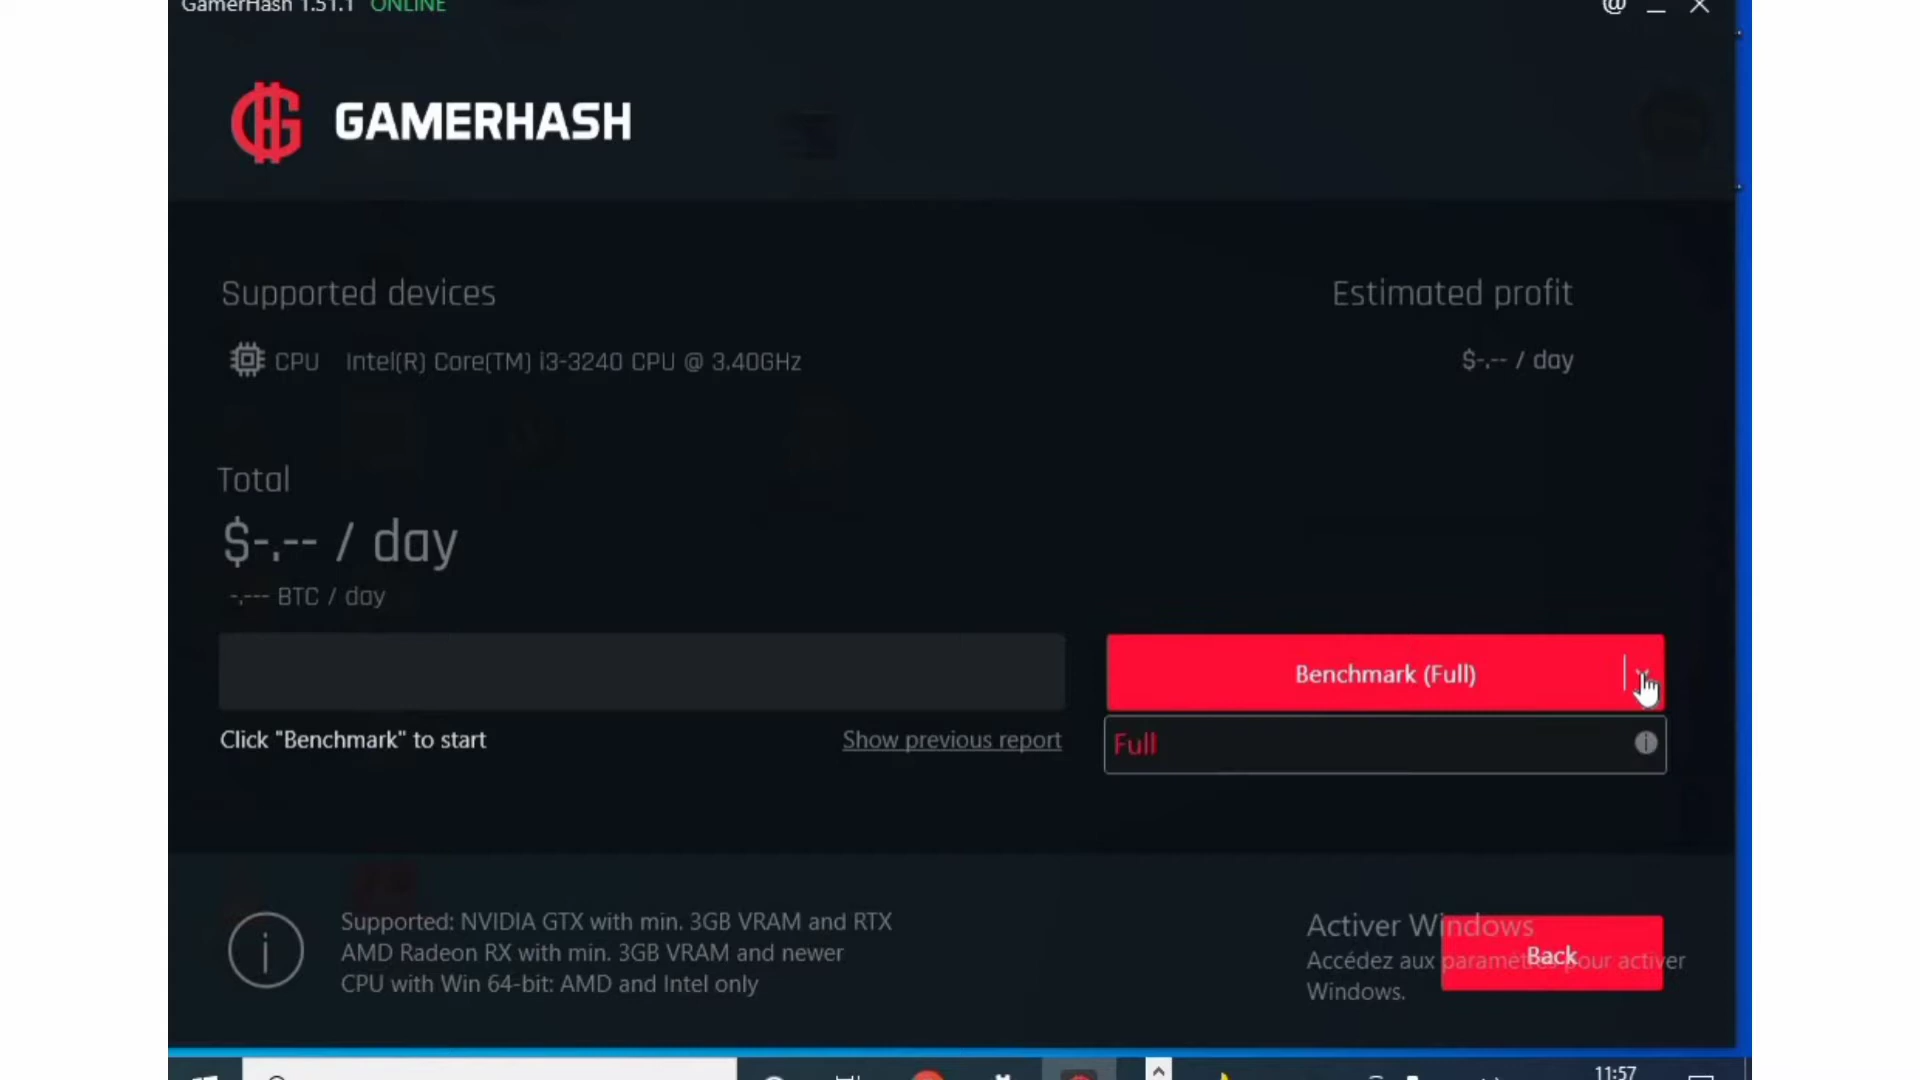 GamerHash 1.51.1 ONLINE
GAMERHASH
Supported devices
Estimated profit
CPU Intel(R) Core(TM) i3-3240 CPU @ 3.40GHz
$-.-- / day
Total
$-.-- / day
-.--- BTC / day
Benchmark (Full)
Click "Benchmark" to start
Show previous report
Full
Supported: NVIDIA GTX with min. 3GB VRAM and RTX
AMD Radeon RX with min. 3GB VRAM and newer
CPU with Win 64-bit: AMD and Intel only
Activer Windows
Accédez aux paramètres pour activer
Windows.
Back
11:57